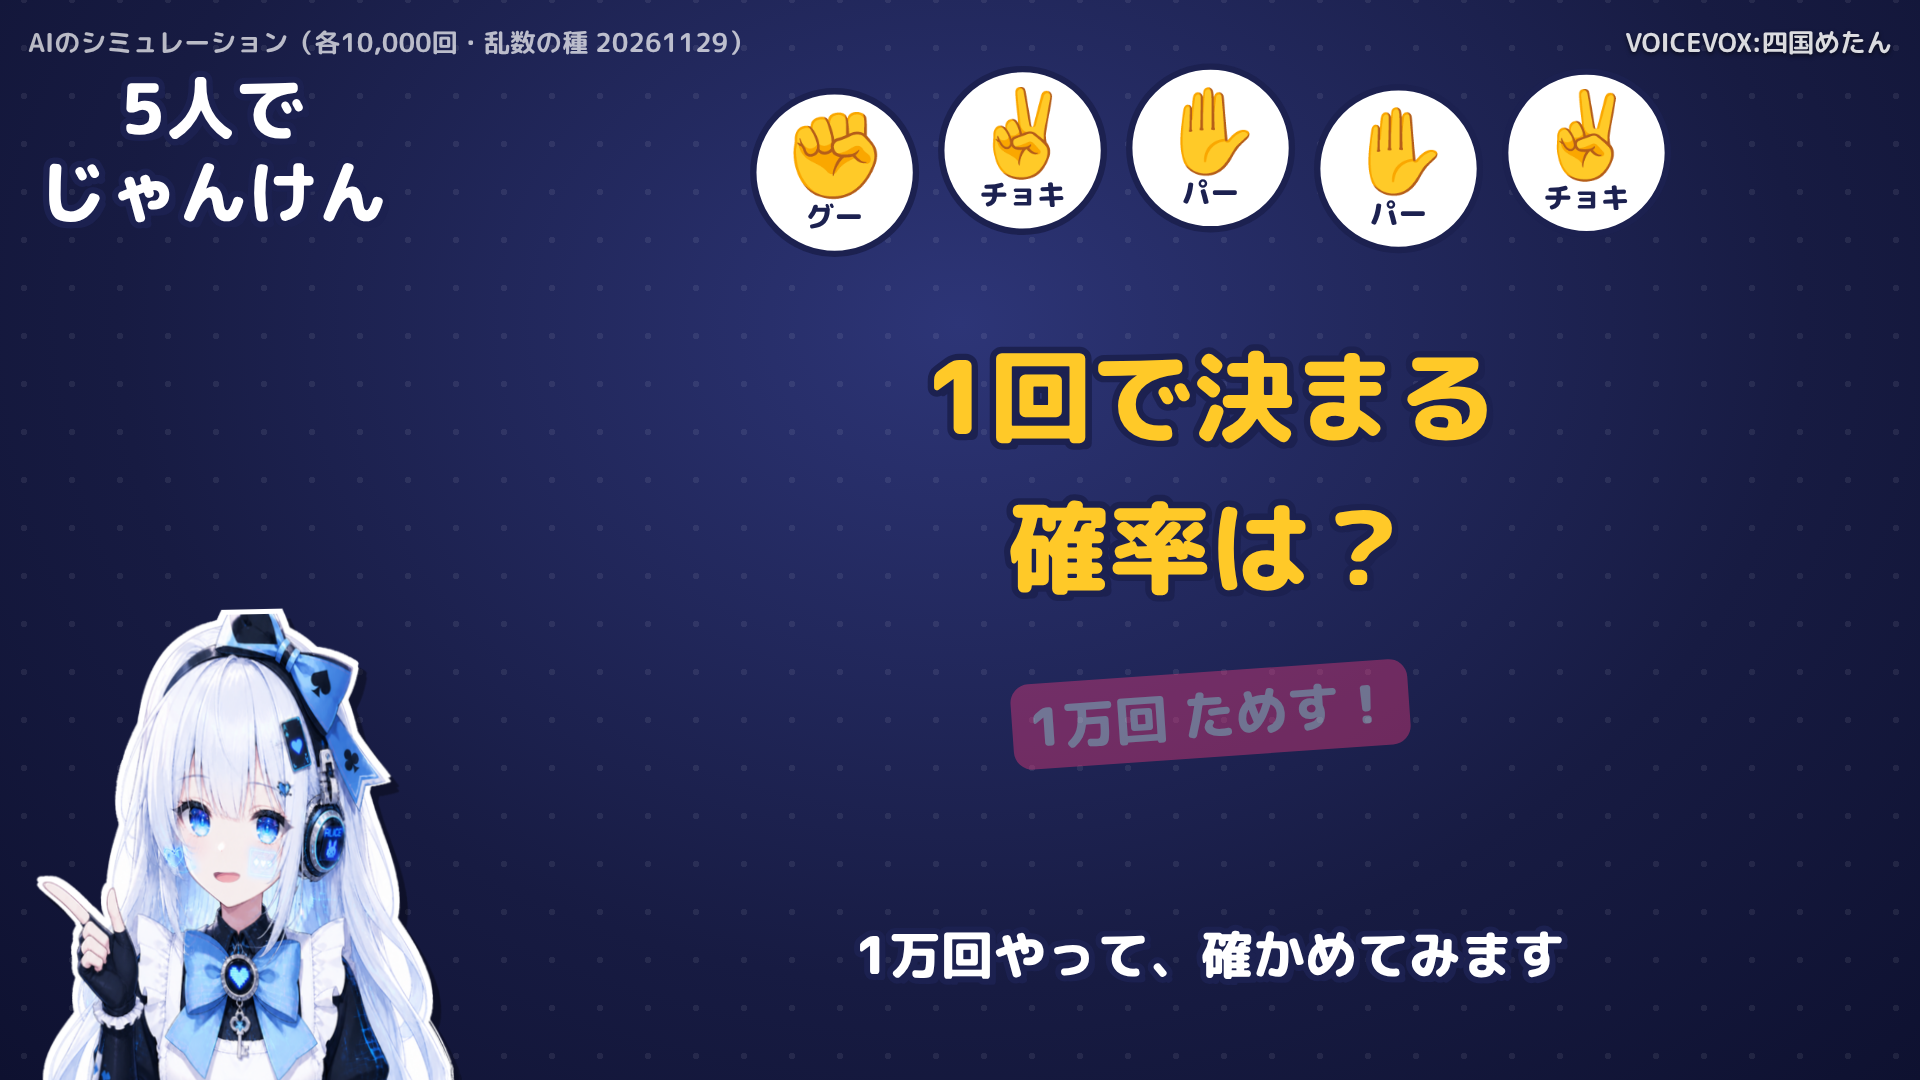 AIのシミュレーション（各10,000回・乱数の種 20261129）
VOICEVOX:四国めたん
5人で
じゃんけん
グー
チョキ
パー
パー
チョキ
1回で決まる
確率は？
1万回 ためす！
ALICE
1万回やって、確かめてみます